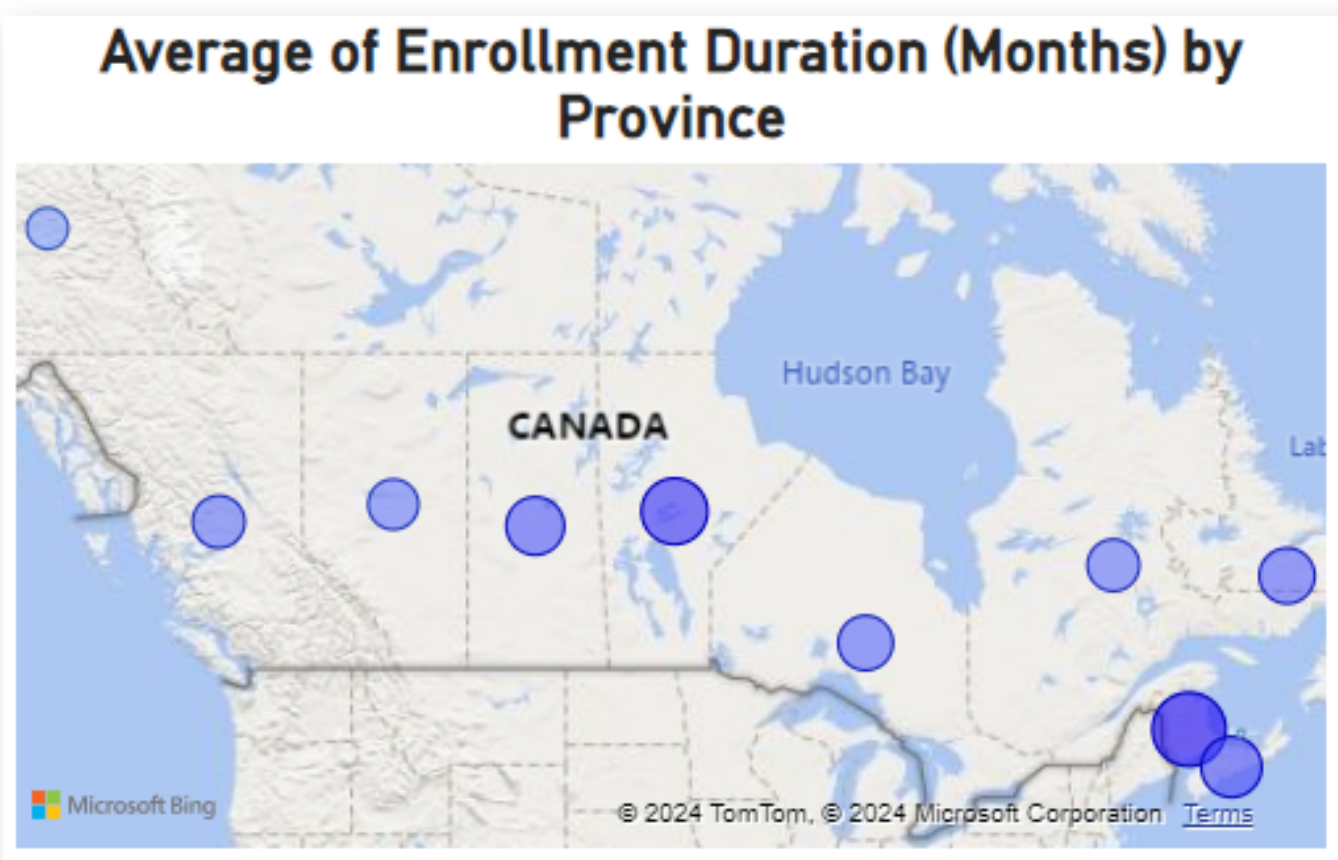 Average of Enrollment Duration (Months) by
Province
Hudson Bay
CANADA
Lab
Microsoft Bing
© 2024 TomTom, © 2024 Microsoft Corporation Terms